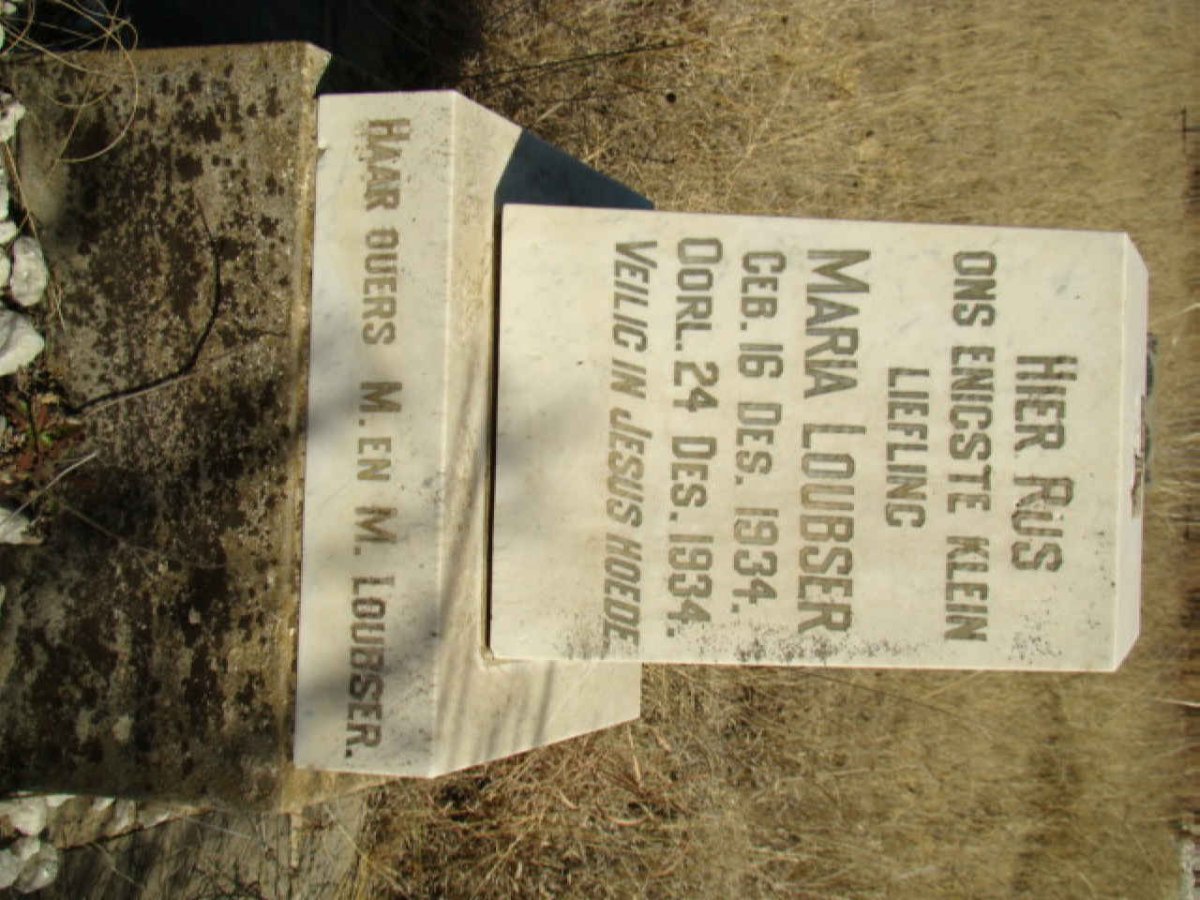 HIER RUS
ONS ENIGSTE KLEIN
LIEFLING
MARIA LOUBSER
GEB. 16 DES. 1934.
OORL. 24 DES. 1934.
VEILIG IN JESUS HOEDE
HAAR OUERS M. EN M. LOUBSER.